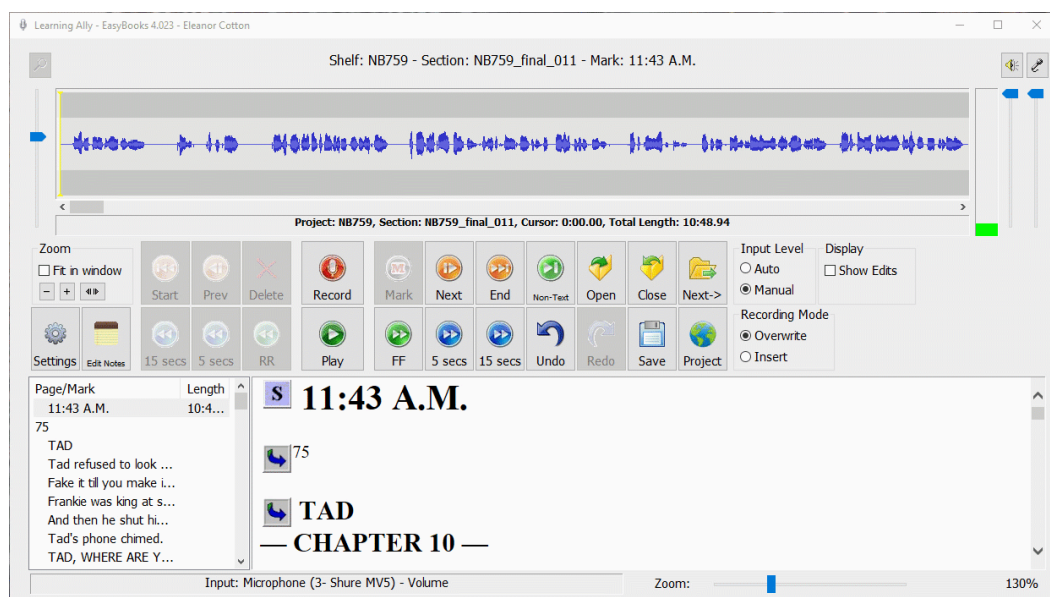 Learning Ally - EasyBooks 4.023 - Eleanor Cotton
Shelf: NB759 - Section: NB759_final_011 - Mark: 11:43 A.M.
Project: NB759, Section: NB759_final_011, Cursor: 0:00.00, Total Length: 10:48.94
Zoom
Fit in window
Start Prev Delete Record Mark Next End Non-Text Open Close Next->
Input Level
Auto
Manual
Display
Show Edits
Settings Edit Notes 15 secs 5 secs RR Play FF 5 secs 15 secs Undo Redo Save Project
Recording Mode
Overwrite
Insert
Page/Mark Length
11:43 A.M. 10:4...
75
TAD
Tad refused to look ...
Fake it till you make i...
Frankie was king at s...
And then he shut hi...
Tad's phone chimed.
TAD, WHERE ARE Y...
S 11:43 A.M.
75
TAD
— CHAPTER 10 —
Input: Microphone (3- Shure MV5) - Volume
Zoom: 130%